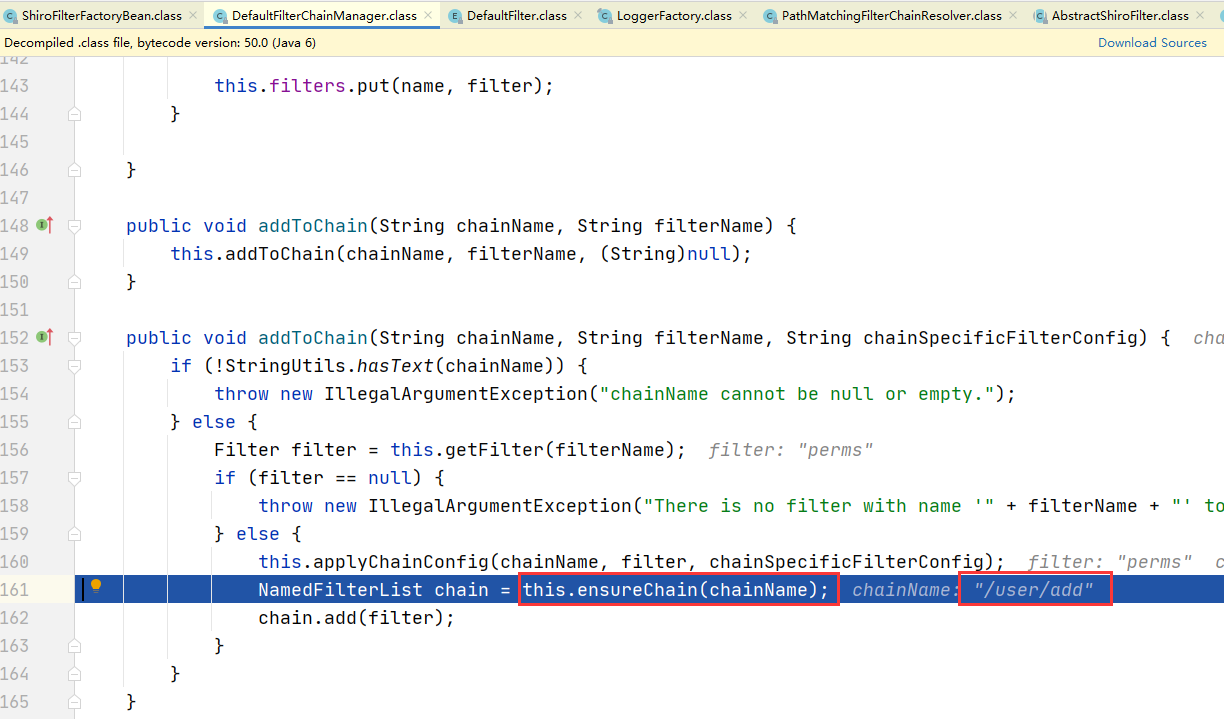 ShiroFilterFactoryBean.class × DefaultFilterChainManager.class × DefaultFilter.class × LoggerFactory.class × PathMatchingFilterChainResolver.class × AbstractShiroFilter.class ×
Decompiled .class file, bytecode version: 50.0 (Java 6) Download Sources
142
143 this.filters.put(name, filter);
144 }
145
146 }
147
148 public void addToChain(String chainName, String filterName) {
149 this.addToChain(chainName, filterName, (String)null);
150 }
151
152 public void addToChain(String chainName, String filterName, String chainSpecificFilterConfig) { cha
153 if (!StringUtils.hasText(chainName)) {
154 throw new IllegalArgumentException("chainName cannot be null or empty.");
155 } else {
156 Filter filter = this.getFilter(filterName); filter: "perms"
157 if (filter == null) {
158 throw new IllegalArgumentException("There is no filter with name '" + filterName + "' to
159 } else {
160 this.applyChainConfig(chainName, filter, chainSpecificFilterConfig); filter: "perms" c
161 NamedFilterList chain = this.ensureChain(chainName); chainName: "/user/add"
162 chain.add(filter);
163 }
164 }
165 }